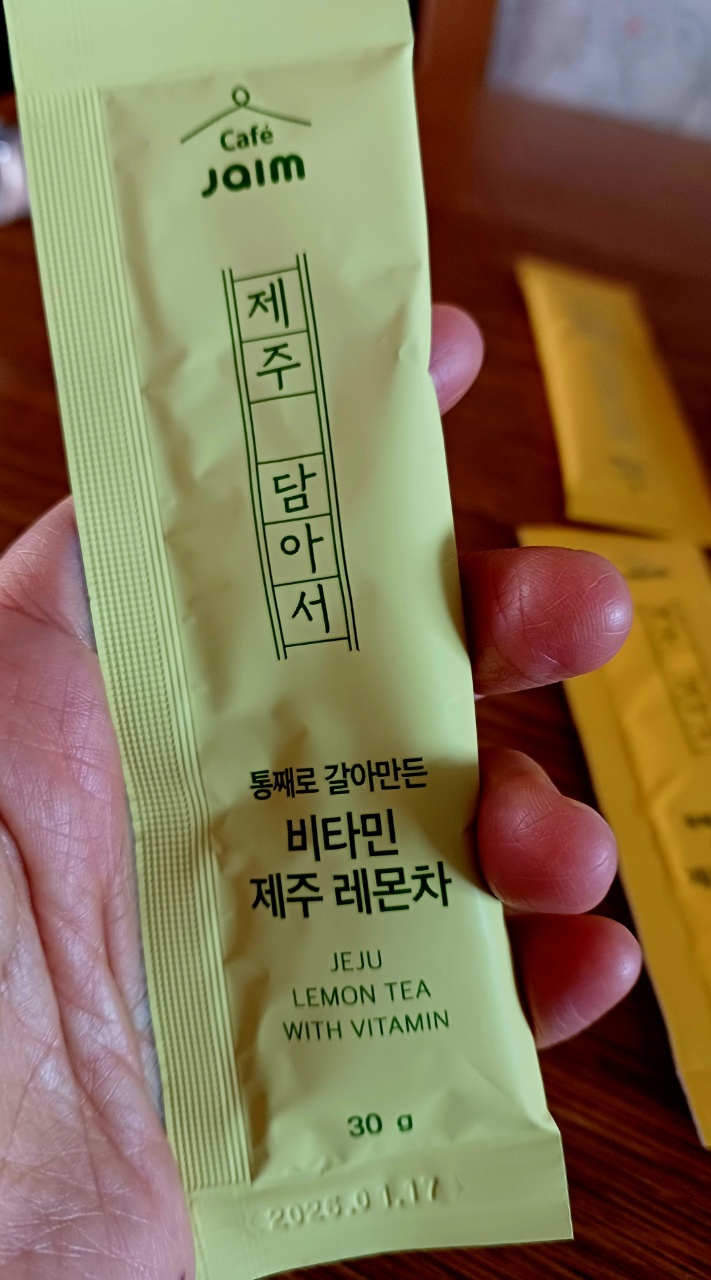 Café
Jaim
제주 담아서
통째로 갈아만든
비타민
제주 레몬차
JEJU
LEMON TEA
WITH VITAMIN
30 g
2026.01.17